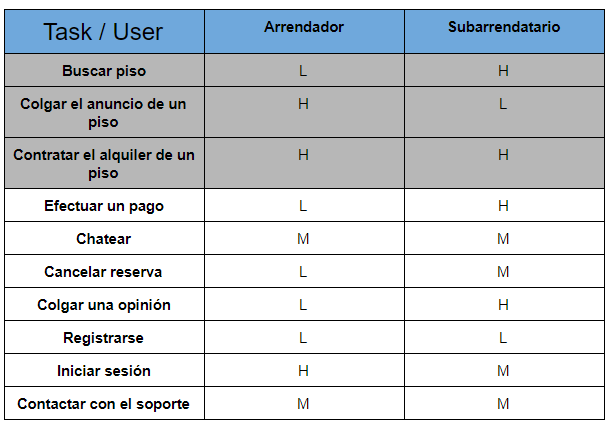 Task / User Arrendador Subarrendatario
Buscar piso L H
Colgar el anuncio de un
piso H L
Contratar el alquiler de un
piso H H
Efectuar un pago L H
Chatear M M
Cancelar reserva L M
Colgar una opinión L H
Registrarse L L
Iniciar sesión H M
Contactar con el soporte M M